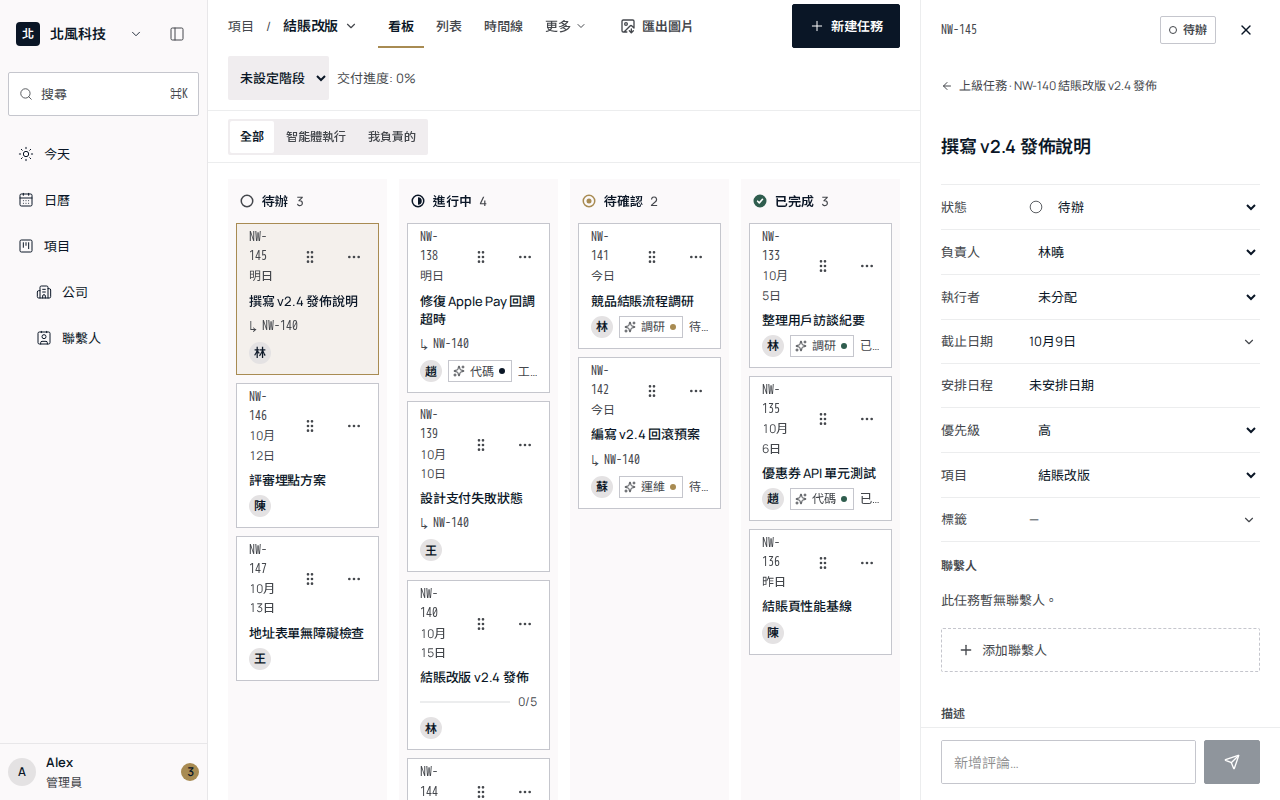 北 北風科技
搜尋 ⌘K
今天
日曆
項目
公司
聯繫人
A Alex
管理員
3
項目 / 結賬改版 看板 列表 時間線 更多 匯出圖片 新建任務
未設定階段 交付進度: 0%
全部 智能體執行 我負責的
待辦 3
NW-
145
明日
撰寫 v2.4 發佈說明
↳ NW-140
林
NW-
146
10月
12日
評審埋點方案
陳
NW-
147
10月
13日
地址表單無障礙檢查
王
進行中 4
NW-
138
明日
修復 Apple Pay 回調
超時
↳ NW-140
趙 代碼 工…
NW-
139
10月
10日
設計支付失敗狀態
↳ NW-140
王
NW-
140
10月
15日
結賬改版 v2.4 發佈
0/5
林
NW-
144
待確認 2
NW-
141
今日
競品結賬流程調研
林 調研 待…
NW-
142
今日
編寫 v2.4 回滾預案
↳ NW-140
蘇 運維 待…
已完成 3
NW-
133
10月
5日
整理用戶訪談紀要
林 調研 已…
NW-
135
10月
6日
優惠券 API 單元測試
趙 代碼 已…
NW-
136
昨日
結賬頁性能基線
陳
NW-145 待辦
上級任務 · NW-140 結賬改版 v2.4 發佈
撰寫 v2.4 發佈說明
狀態 待辦
負責人 林曉
執行者 未分配
截止日期 10月9日
安排日程 未安排日期
優先級 高
項目 結賬改版
標籤 —
聯繫人
此任務暫無聯繫人。
添加聯繫人
描述
新增評論…